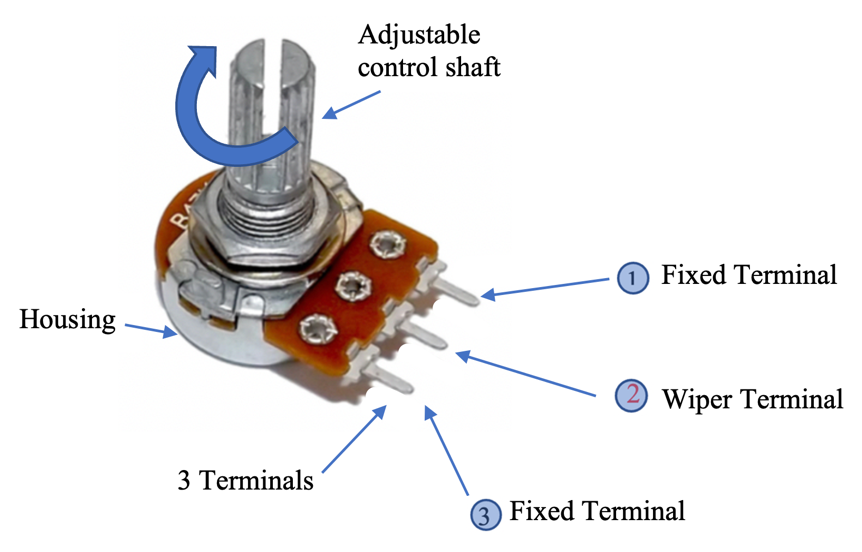 Adjustable
control shaft
1 Fixed Terminal
Housing
2 Wiper Terminal
3 Terminals
3 Fixed Terminal